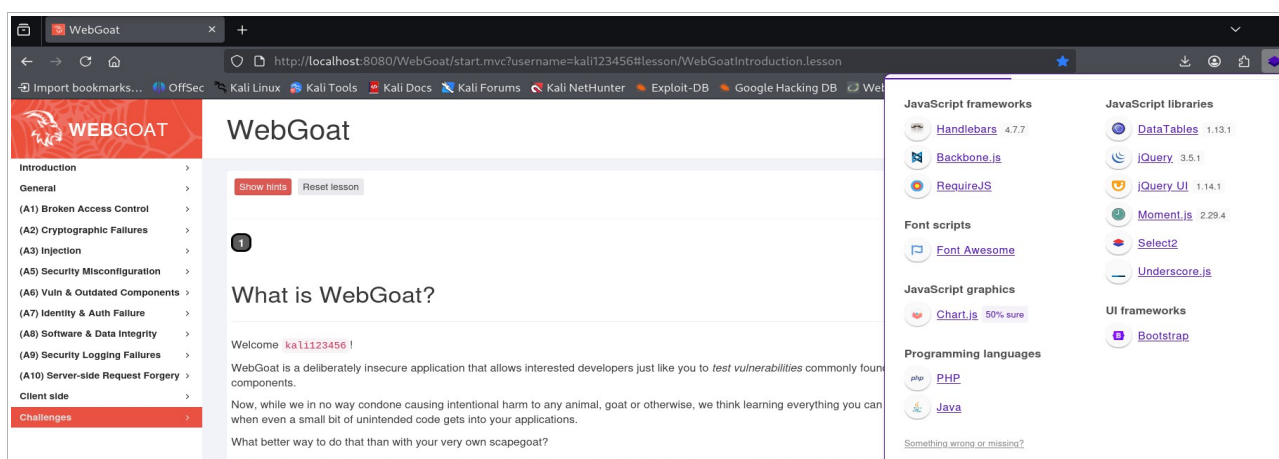 WebGoat
http://localhost:8080/WebGoat/start.mvc?username=kali123456#lesson/WebGoatIntroduction.lesson
Import bookmarks... OffSec Kali Linux Kali Tools Kali Docs Kali Forums Kali NetHunter Exploit-DB Google Hacking DB
WEBGOAT
Introduction
General
(A1) Broken Access Control
(A2) Cryptographic Failures
(A3) Injection
(A5) Security Misconfiguration
(A6) Vuln & Outdated Components
(A7) Identity & Auth Failure
(A8) Software & Data Integrity
(A9) Security Logging Failures
(A10) Server-side Request Forgery
Client side
Challenges
WebGoat
Show hints Reset lesson
1
What is WebGoat?
Welcome kali123456 !
WebGoat is a deliberately insecure application that allows interested developers just like you to test vulnerabilities commonly
components.
Now, while we in no way condone causing intentional harm to any animal, goat or otherwise, we think learning everything you can
when even a small bit of unintended code gets into your applications.
What better way to do that than with your very own scapegoat?
JavaScript frameworks
Handlebars 4.7.7
Backbone.js
RequireJS
Font scripts
Font Awesome
JavaScript graphics
Chart.js 50% sure
Programming languages
php PHP
Java
Something wrong or missing?
JavaScript libraries
DataTables 1.13.1
jQuery 3.5.1
jQuery UI 1.14.1
Moment.js 2.29.4
Select2
Underscore.js
UI frameworks
Bootstrap